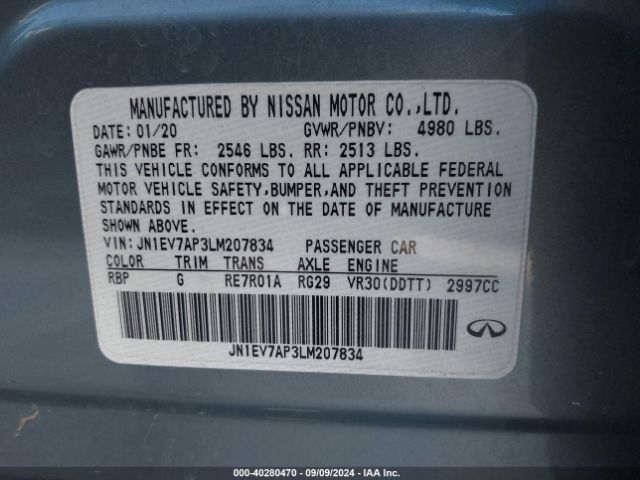 MANUFACTURED BY NISSAN MOTOR CO.,LTD.
DATE: 01/20 GVWR/PNBV: 4980 LBS.
GAWR/PNBE FR: 2546 LBS. RR: 2513 LBS.
THIS VEHICLE CONFORMS TO ALL APPLICABLE FEDERAL
MOTOR VEHICLE SAFETY,BUMPER,AND THEFT PREVENTION
STANDARDS IN EFFECT ON THE DATE OF MANUFACTURE
SHOWN ABOVE.
VIN: JN1EV7AP3LM207834 PASSENGER CAR
COLOR TRIM TRANS AXLE ENGINE
RBP G RE7R01A RG29 VR30(DDTT) 2997CC
JN1EV7AP3LM207834
000-40280470 • 09/09/2024 • IAA Inc.